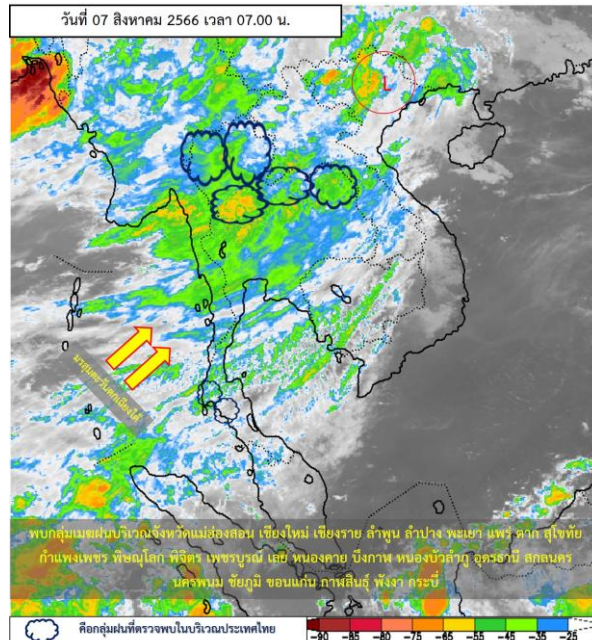 วันที่ 07 สิงหาคม 2566 เวลา 07.00 น.
L
มรสุมตะวันตกเฉียงใต้
พบกลุ่มเมฆฝนบริเวณจังหวัดแม่ฮ่องสอน เชียงใหม่ เชียงราย ลำพูน ลำปาง พะเยา แพร่ ตาก สุโขทัย
กำแพงเพชร พิษณุโลก พิจิตร เพชรบูรณ์ เลย หนองคาย บึงกาฬ หนองบัวลำภู อุดรธานี สกลนคร
นครพนม ชัยภูมิ ขอนแก่น กาฬสินธุ์ พังงา กระบี่
คือกลุ่มฝนที่ตรวจพบในบริเวณประเทศไทย
-90 -85 -80 -75 -65 -55 -45 -35 -25